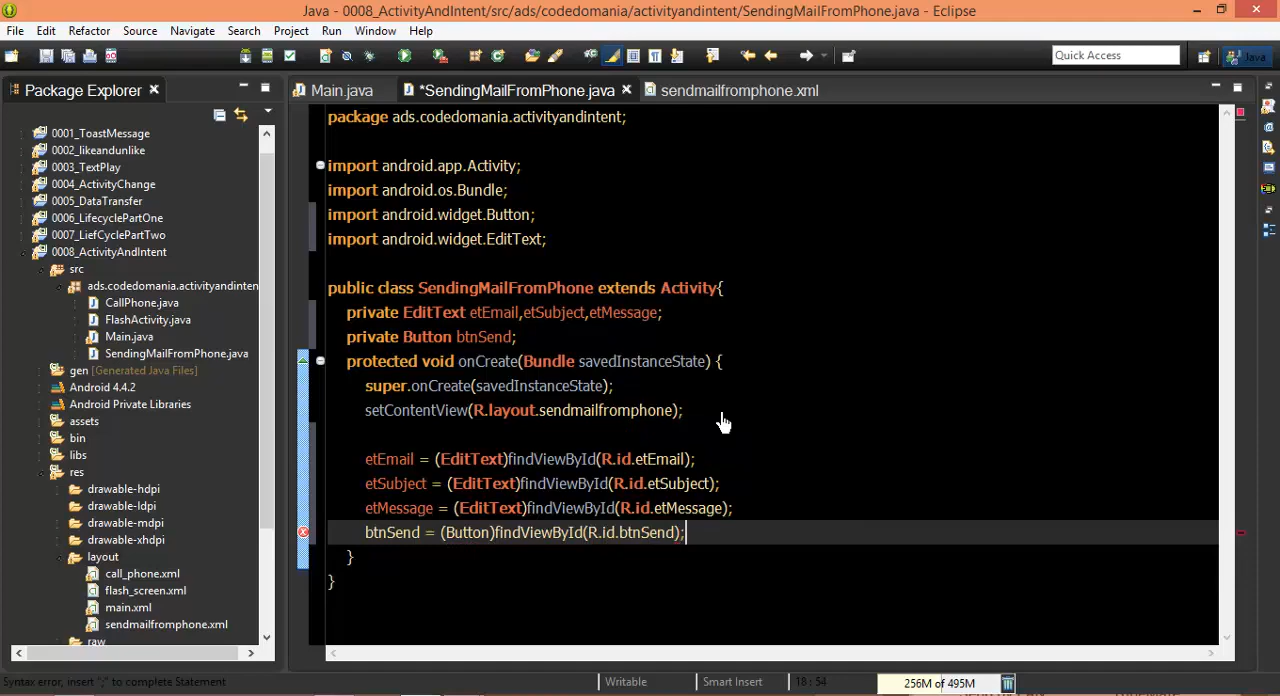 Java - 0008_ActivityAndIntent/src/ads/codedomania/activityandintent/SendingMailFromPhone.java - Eclipse
File Edit Refactor Source Navigate Search Project Run Window Help
Quick Access
Java
Package Explorer
Main.java
*SendingMailFromPhone.java
sendmailfromphone.xml
0001_ToastMessage
0002_likeandunlike
0003_TextPlay
0004_ActivityChange
0005_DataTransfer
0006_LifecyclePartOne
0007_LiefCyclePartTwo
0008_ActivityAndIntent
src
ads.codedomania.activityandinten
CallPhone.java
FlashActivity.java
Main.java
SendingMailFromPhone.java
gen [Generated Java Files]
Android 4.4.2
Android Private Libraries
assets
bin
libs
res
drawable-hdpi
drawable-ldpi
drawable-mdpi
drawable-xhdpi
layout
call_phone.xml
flash_screen.xml
main.xml
sendmailfromphone.xml
raw
package ads.codedomania.activityandintent;
import android.app.Activity;
import android.os.Bundle;
import android.widget.Button;
import android.widget.EditText;
public class SendingMailFromPhone extends Activity{
private EditText etEmail,etSubject,etMessage;
private Button btnSend;
protected void onCreate(Bundle savedInstanceState) {
super.onCreate(savedInstanceState);
setContentView(R.layout.sendmailfromphone);
etEmail = (EditText)findViewById(R.id.etEmail);
etSubject = (EditText)findViewById(R.id.etSubject);
etMessage = (EditText)findViewById(R.id.etMessage);
btnSend = (Button)findViewById(R.id.btnSend);
}
}
Syntax error, insert ";" to complete Statement
Writable
Smart Insert
18 : 54
256M of 495M